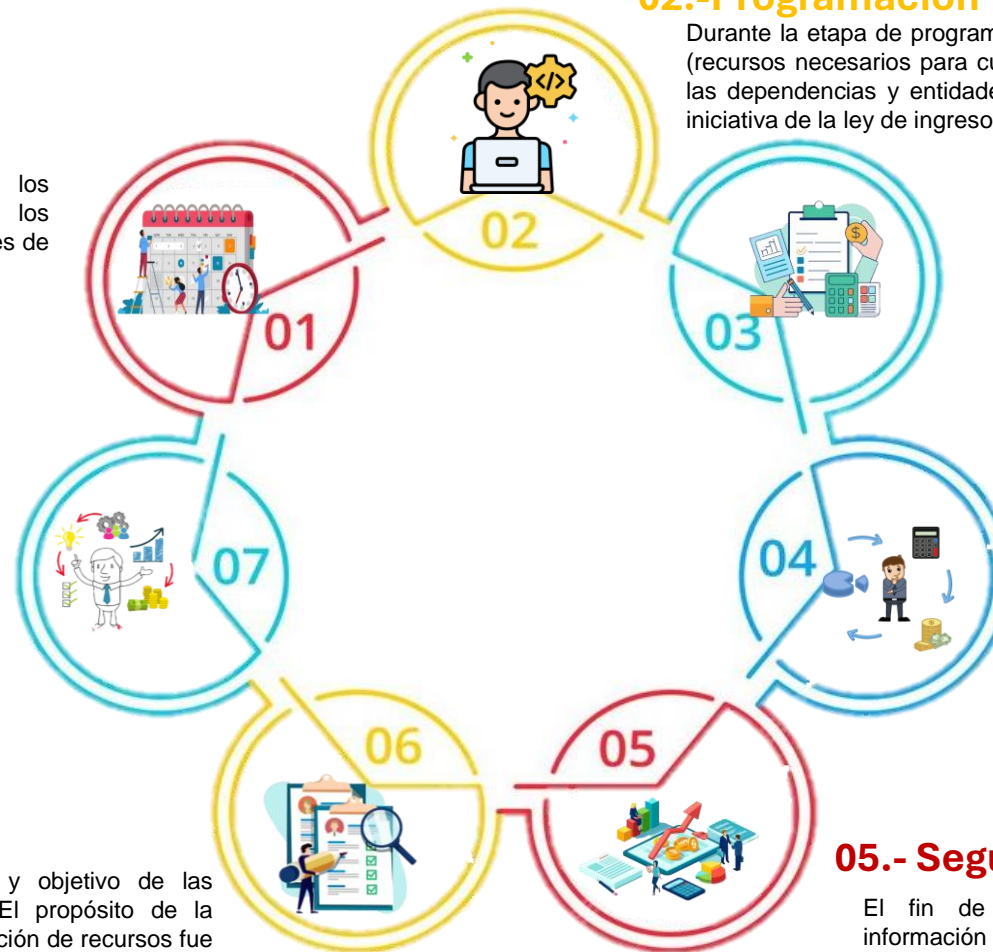 02.-Programación
Durante la etapa de program
(recursos necesarios para cu
las dependencias y entidade
iniciativa de la ley de ingreso
los
los
es de
02
01
03
07
04
06
05
y objetivo de las
El propósito de la
ción de recursos fue
05.- Segu
El fin de
información